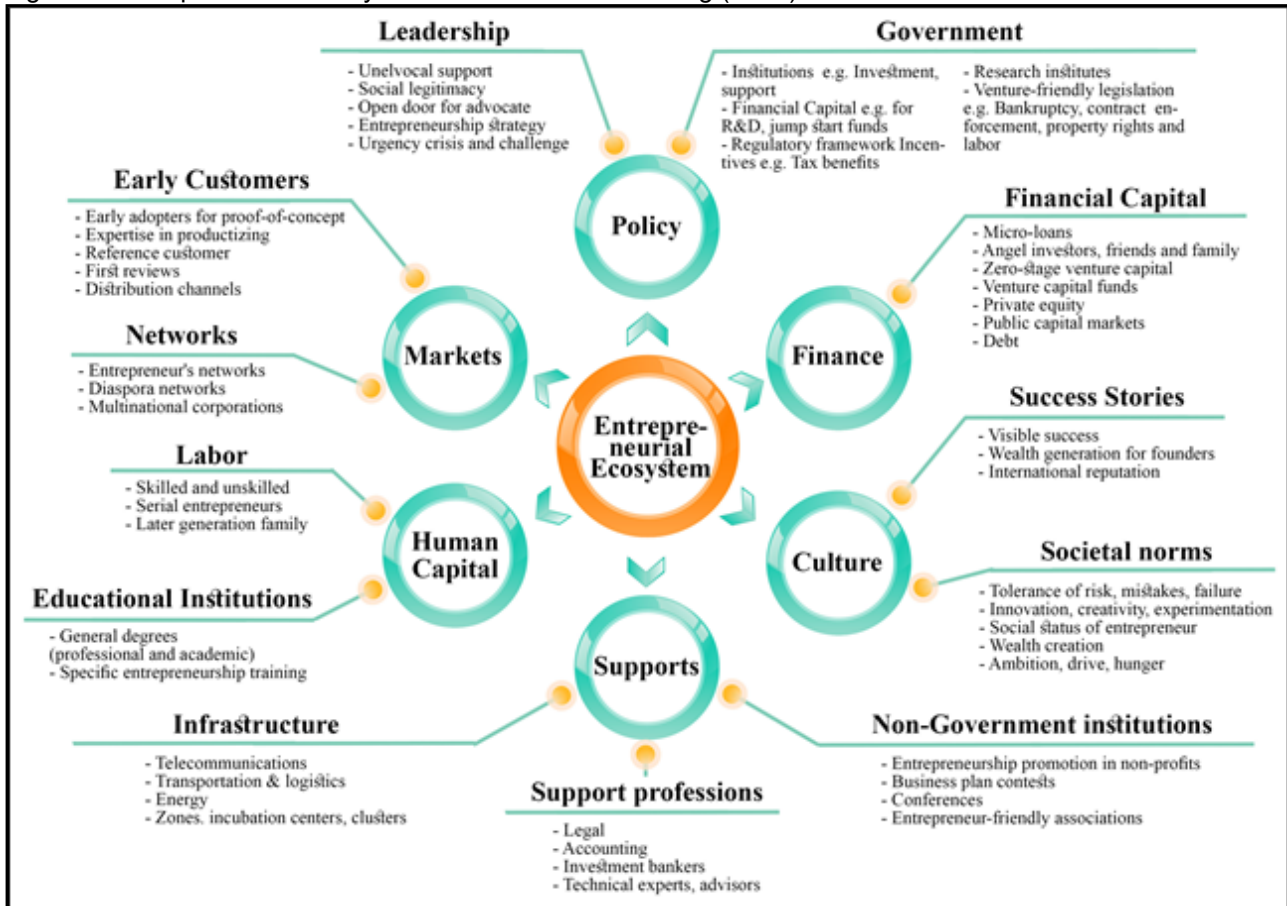 Leadership
- Unelvocal support
- Social legitimacy
- Open door for advocate
- Entrepreneurship strategy
- Urgency crisis and challenge
Government
- Institutions e.g. Investment,
support
- Financial Capital e.g. for
R&D, jump start funds
- Regulatory framework Incen-
tives e.g. Tax benefits
- Research institutes
- Venture-friendly legislation
e.g. Bankruptcy, contract en-
forcement, property rights and
labor
Early Customers
- Early adopters for proof-of-concept
- Expertise in productizing
- Reference customer
- First reviews
- Distribution channels
Policy
Financial Capital
- Micro-loans
- Angel investors, friends and family
- Zero-stage venture capital
- Venture capital funds
- Private equity
- Public capital markets
- Debt
Networks
- Entrepreneur's networks
- Diaspora networks
- Multinational corporations
Markets
Finance
Entrepre-
neurial
Ecosystem
Success Stories
- Visible success
- Wealth generation for founders
- International reputation
Labor
- Skilled and unskilled
- Serial entrepreneurs
- Later generation family
Human
Capital
Culture
Societal norms
- Tolerance of risk, mistakes, failure
- Innovation, creativity, experimentation
- Social status of entrepreneur
- Wealth creation
- Ambition, drive, hunger
Educational Institutions
- General degrees
(professional and academic)
- Specific entrepreneurship training
Supports
Infrastructure
- Telecommunications
- Transportation & logistics
- Energy
- Zones. incubation centers, clusters
Support professions
- Legal
- Accounting
- Investment bankers
- Technical experts, advisors
Non-Government institutions
- Entrepreneurship promotion in non-profits
- Business plan contests
- Conferences
- Entrepreneur-friendly associations